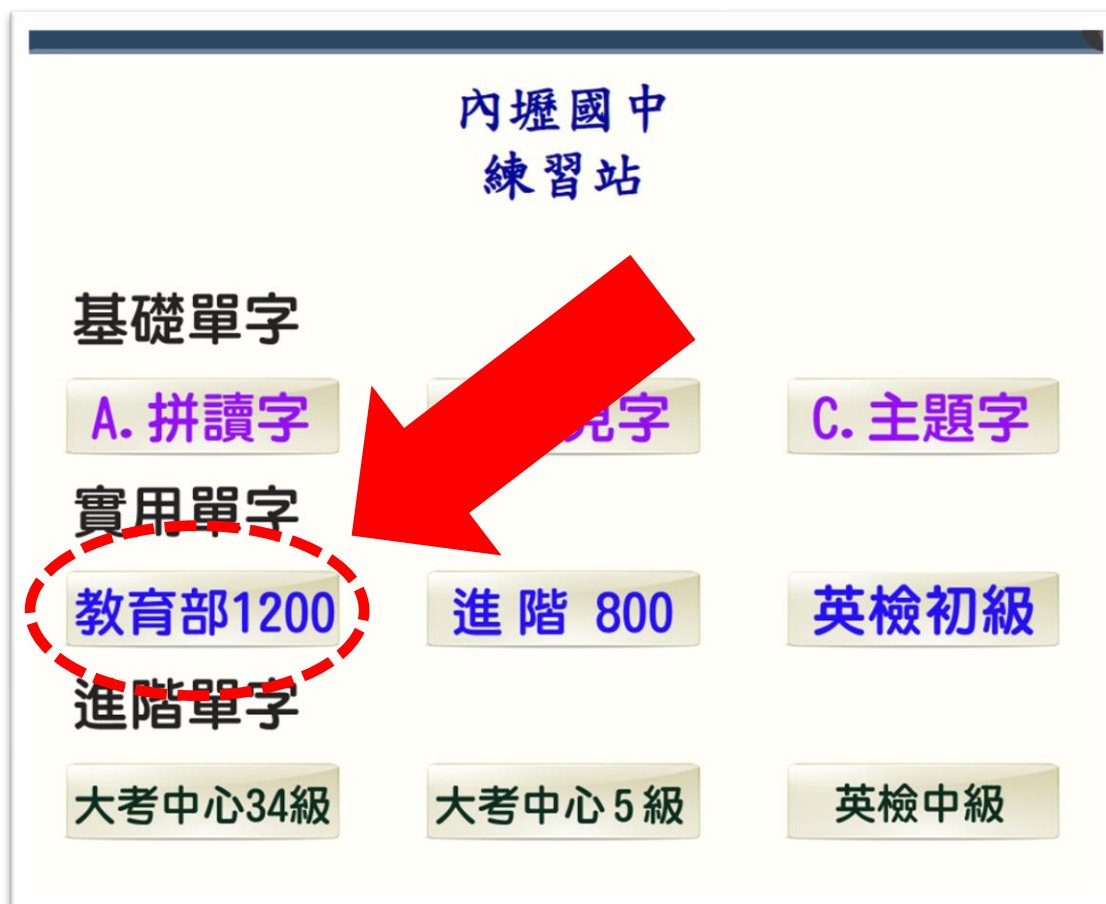 內壢國中
練習站
基礎單字
A.拼讀字 見字 C.主題字
實用單字
教育部1200 進階 800 英檢初級
進階單字
大考中心34級 大考中心5級 英檢中級